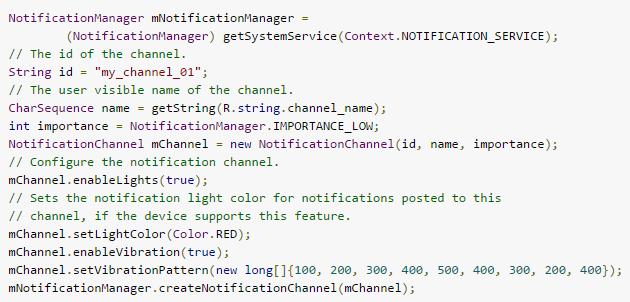 NotificationManager mNotificationManager =
(NotificationManager) getSystemService(Context.NOTIFICATION_SERVICE);
// The id of the channel.
String id = "my_channel_01";
// The user visible name of the channel.
CharSequence name = getString(R.string.channel_name);
int importance = NotificationManager.IMPORTANCE_LOW;
NotificationChannel mChannel = new NotificationChannel(id, name, importance);
// Configure the notification channel.
mChannel.enableLights(true);
// Sets the notification light color for notifications posted to this
// channel, if the device supports this feature.
mChannel.setLightColor(Color.RED);
mChannel.enableVibration(true);
mChannel.setVibrationPattern(new long[]{100, 200, 300, 400, 500, 400, 300, 200, 400});
mNotificationManager.createNotificationChannel(mChannel);